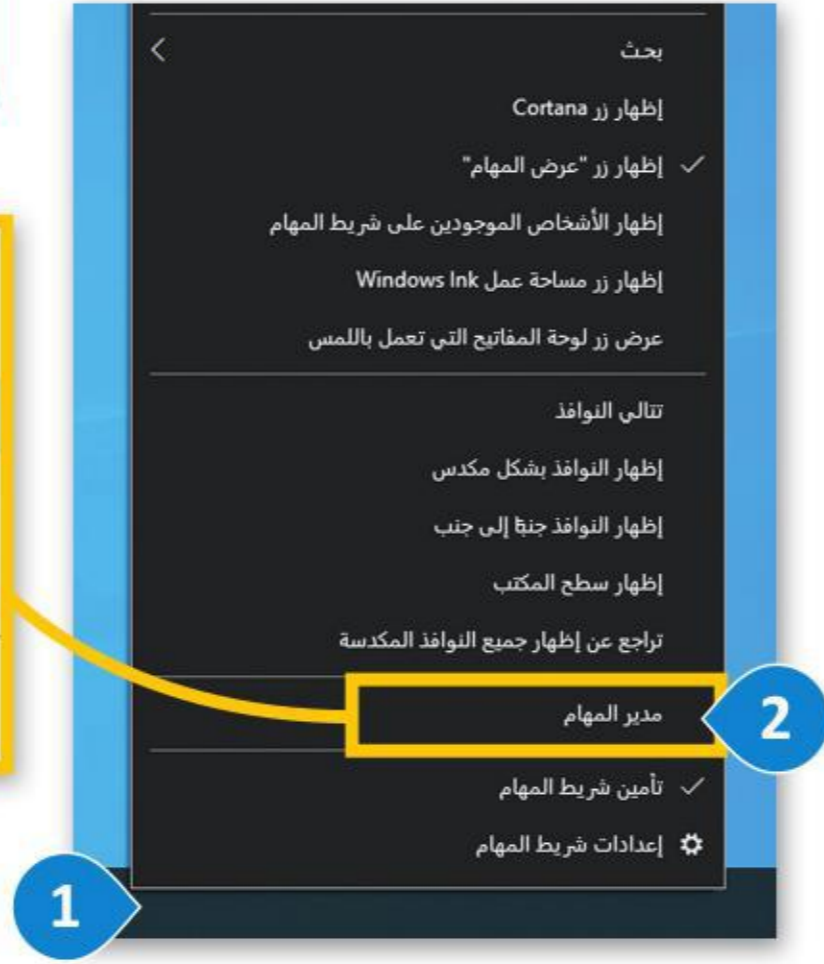 بحث
إظهار زر Cortana
إظهار زر "عرض المهام"
إظهار الأشخاص الموجودين على شريط المهام
إظهار زر مساحة عمل Windows Ink
عرض زر لوحة المفاتيح التي تعمل باللمس
تتالي النوافذ
إظهار النوافذ بشكل مكدس
إظهار النوافذ جنبًا إلى جنب
إظهار سطح المكتب
تراجع عن إظهار جميع النوافذ المكدسة
مدير المهام
2
تأمين شريط المهام
إعدادات شريط المهام
1